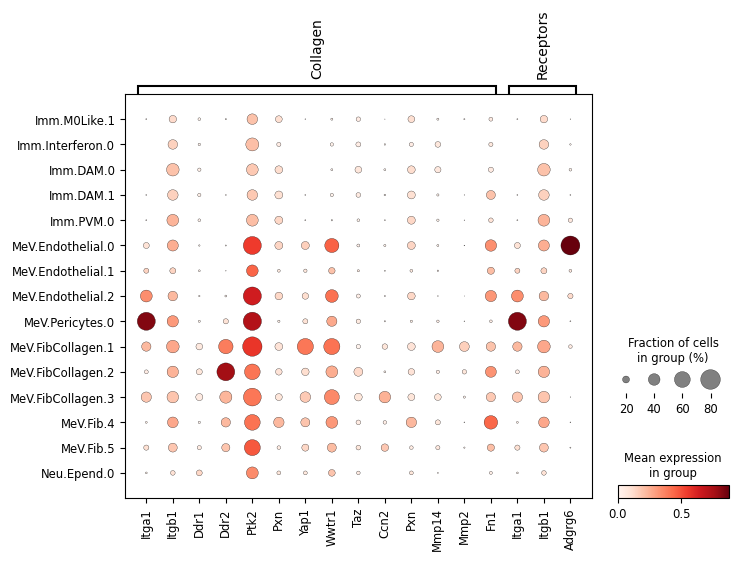 Collagen
Receptors
Imm.M0Like.1
Imm.Interferon.0
Imm.DAM.0
Imm.DAM.1
Imm.PVM.0
MeV.Endothelial.0
MeV.Endothelial.1
MeV.Endothelial.2
MeV.Pericytes.0
MeV.FibCollagen.1
MeV.FibCollagen.2
MeV.FibCollagen.3
MeV.Fib.4
MeV.Fib.5
Neu.Epend.0
Itga1
Itgb1
Ddr1
Ddr2
Ptk2
Pxn
Yap1
Wwtr1
Taz
Ccn2
Pxn
Mmp14
Mmp2
Fn1
Itga1
Itgb1
Adgrg6
Fraction of cells
in group (%)
20 40 60 80
Mean expression
in group
0.0 0.5